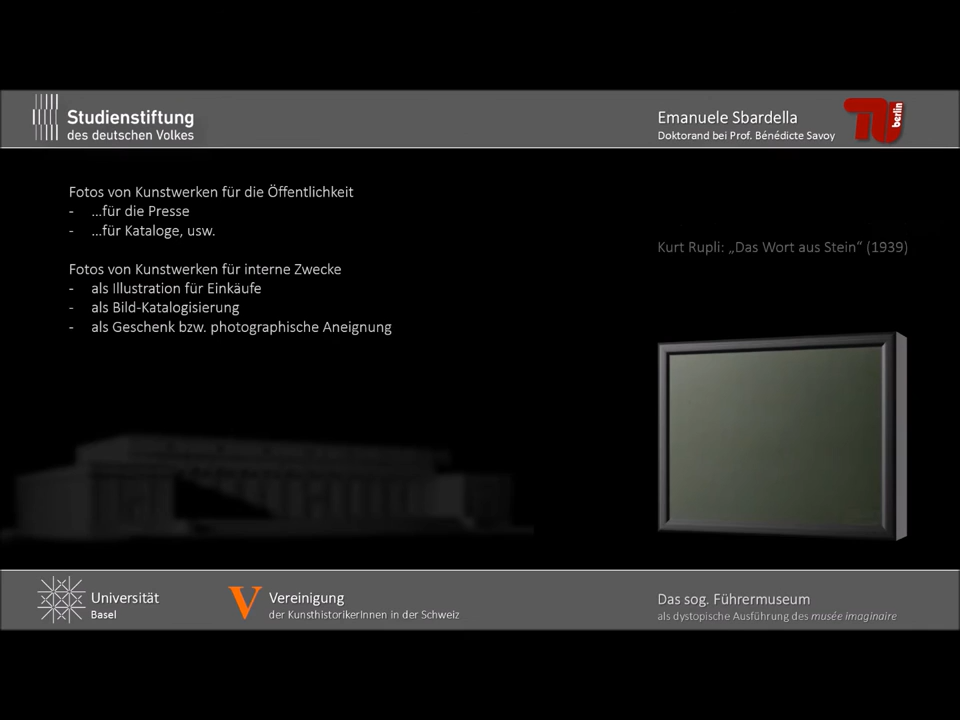 Studienstiftung
des deutschen Volkes
Emanuele Sbardella
Doktorand bei Prof. Bénédicte Savoy
TU berlin
Fotos von Kunstwerken für die Öffentlichkeit
- ...für die Presse
- ...für Kataloge, usw.
Fotos von Kunstwerken für interne Zwecke
- als Illustration für Einkäufe
- als Bild-Katalogisierung
- als Geschenk bzw. photographische Aneignung
Kurt Rupli: „Das Wort aus Stein“ (1939)
Universität
Basel
V Vereinigung
der KunsthistorikerInnen in der Schweiz
Das sog. Führermuseum
als dystopische Ausführung des musée imaginaire